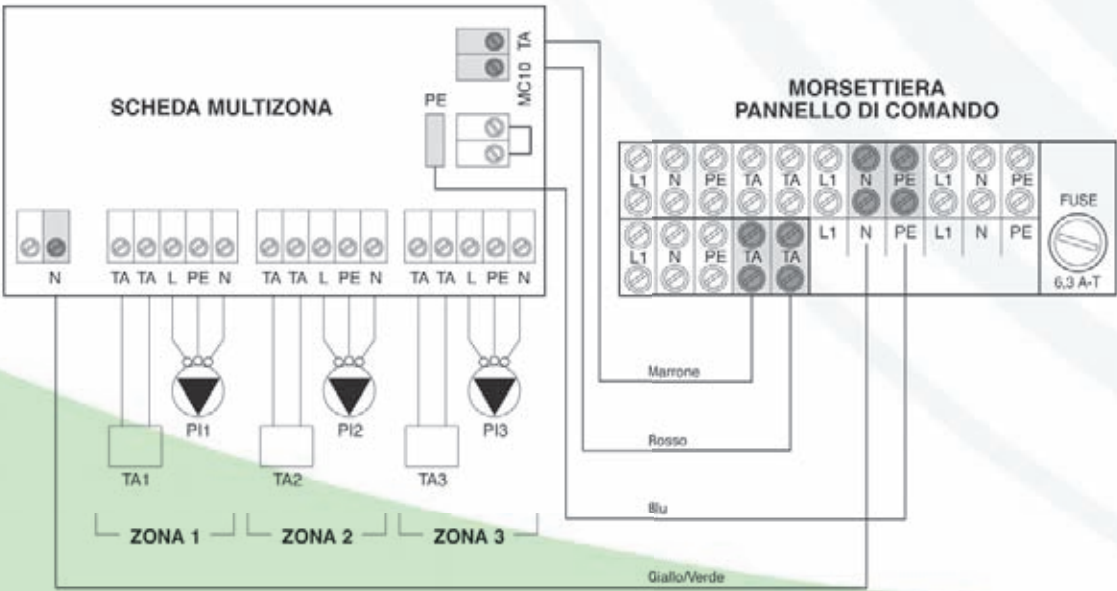 SCHEDA MULTIZONA
TA
MC10
PE
N
TA TA L PE N
TA TA L PE N
TA TA L PE N
PI1
PI2
PI3
TA1
TA2
TA3
ZONA 1
ZONA 2
ZONA 3
MORSETTIERA
PANNELLO DI COMANDO
L1 N PE TA TA L1 N PE L1 N PE
L1 N PE TA TA L1 N PE L1 N PE
FUSE
6,3 A-T
Marrone
Rosso
Blu
Giallo/Verde